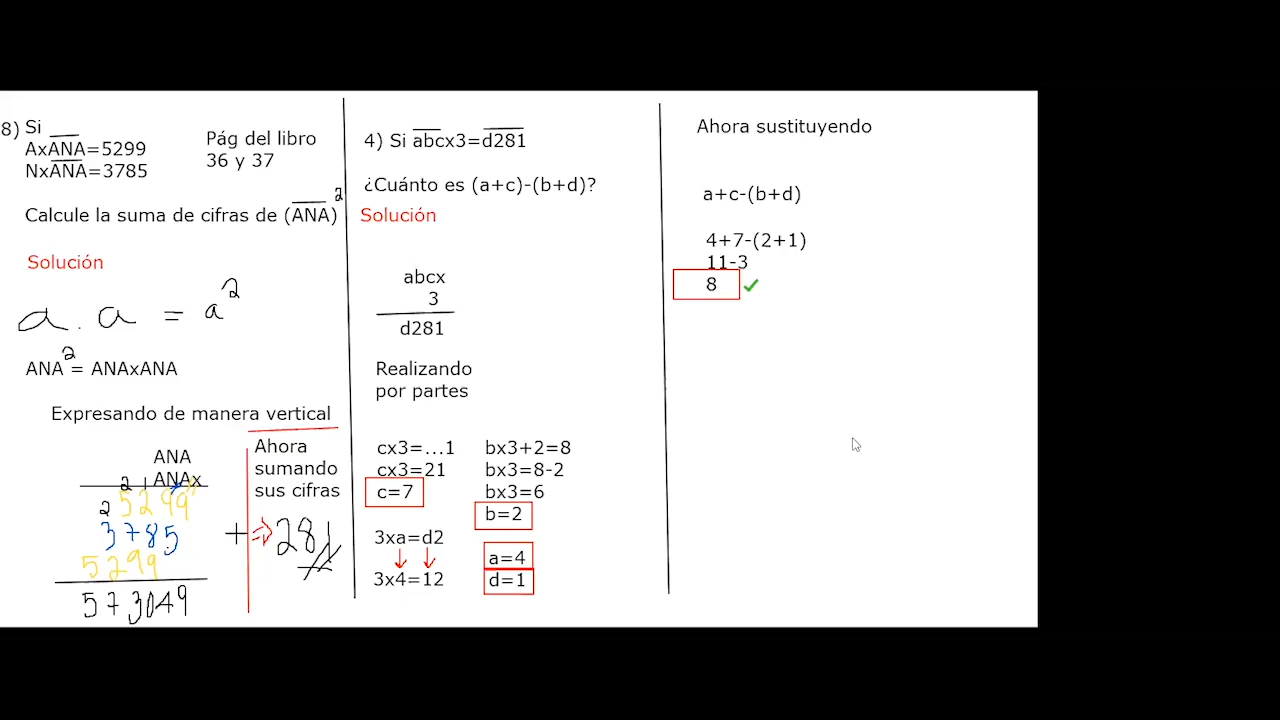 8) Si
AxANA=5299
NxANA=3785
Pág del libro
36 y 37
Calcule la suma de cifras de (ANA)²
Solución
a . a = a²
ANA² = ANAxANA
Expresando de manera vertical
ANA
ANAx
2 1
2 5299
3785
5299
573049
+
Ahora
sumando
sus cifras
⇒ 28
4) Si abcx3=d281
¿Cuánto es (a+c)-(b+d)?
Solución
abcx
3
d281
Realizando
por partes
cx3=...1
cx3=21
c=7
bx3+2=8
bx3=8-2
bx3=6
b=2
3xa=d2
3x4=12
a=4
d=1
Ahora sustituyendo
a+c-(b+d)
4+7-(2+1)
11-3
8 ✓